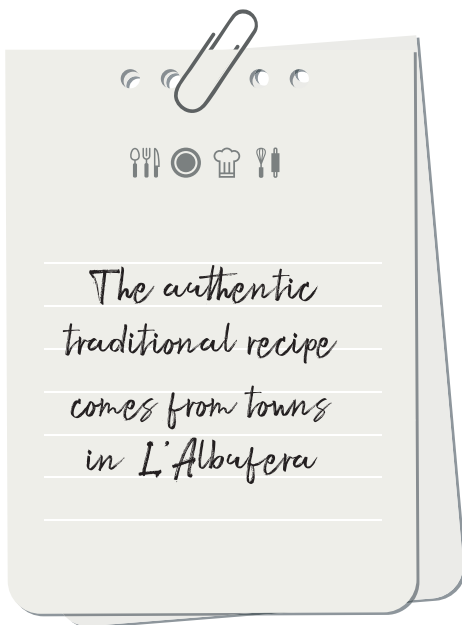 The authentic
traditional recipe
comes from towns
in L'Albufera